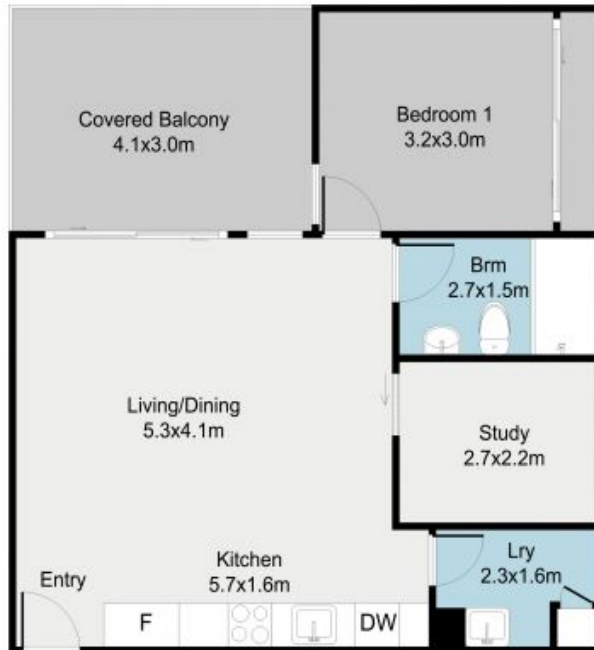 Covered Balcony
4.1x3.0m
Bedroom 1
3.2x3.0m
Brm
2.7x1.5m
Living/Dining
5.3x4.1m
Study
2.7x2.2m
Kitchen
5.7x1.6m
Lry
2.3x1.6m
Entry
F
DW